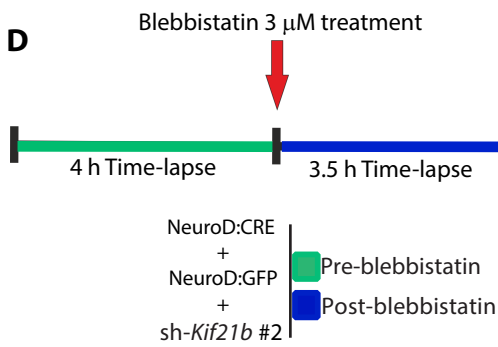 Blebbistatin 3 μM treatment
D
4 h Time-lapse
3.5 h Time-lapse
NeuroD:CRE
+
NeuroD:GFP
+
sh-Kif21b #2
Pre-blebbistatin
Post-blebbistatin